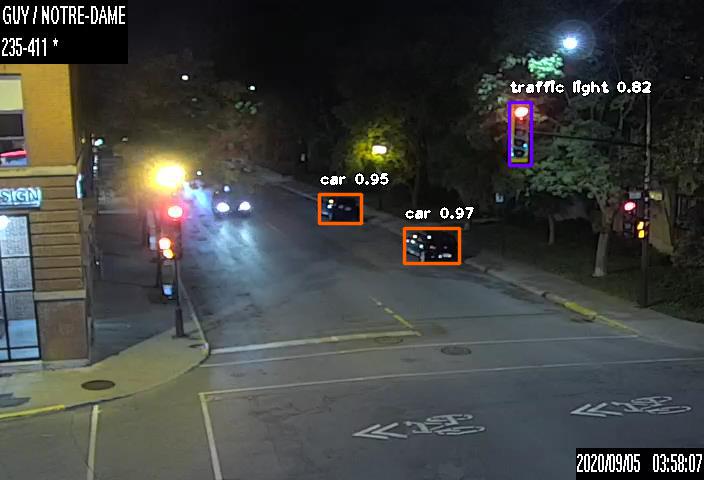 GUY / NOTRE-DAME
235-411 *
traffic light 0.82
car 0.95
SIGN
car 0.97
2020/09/05 03:58:07